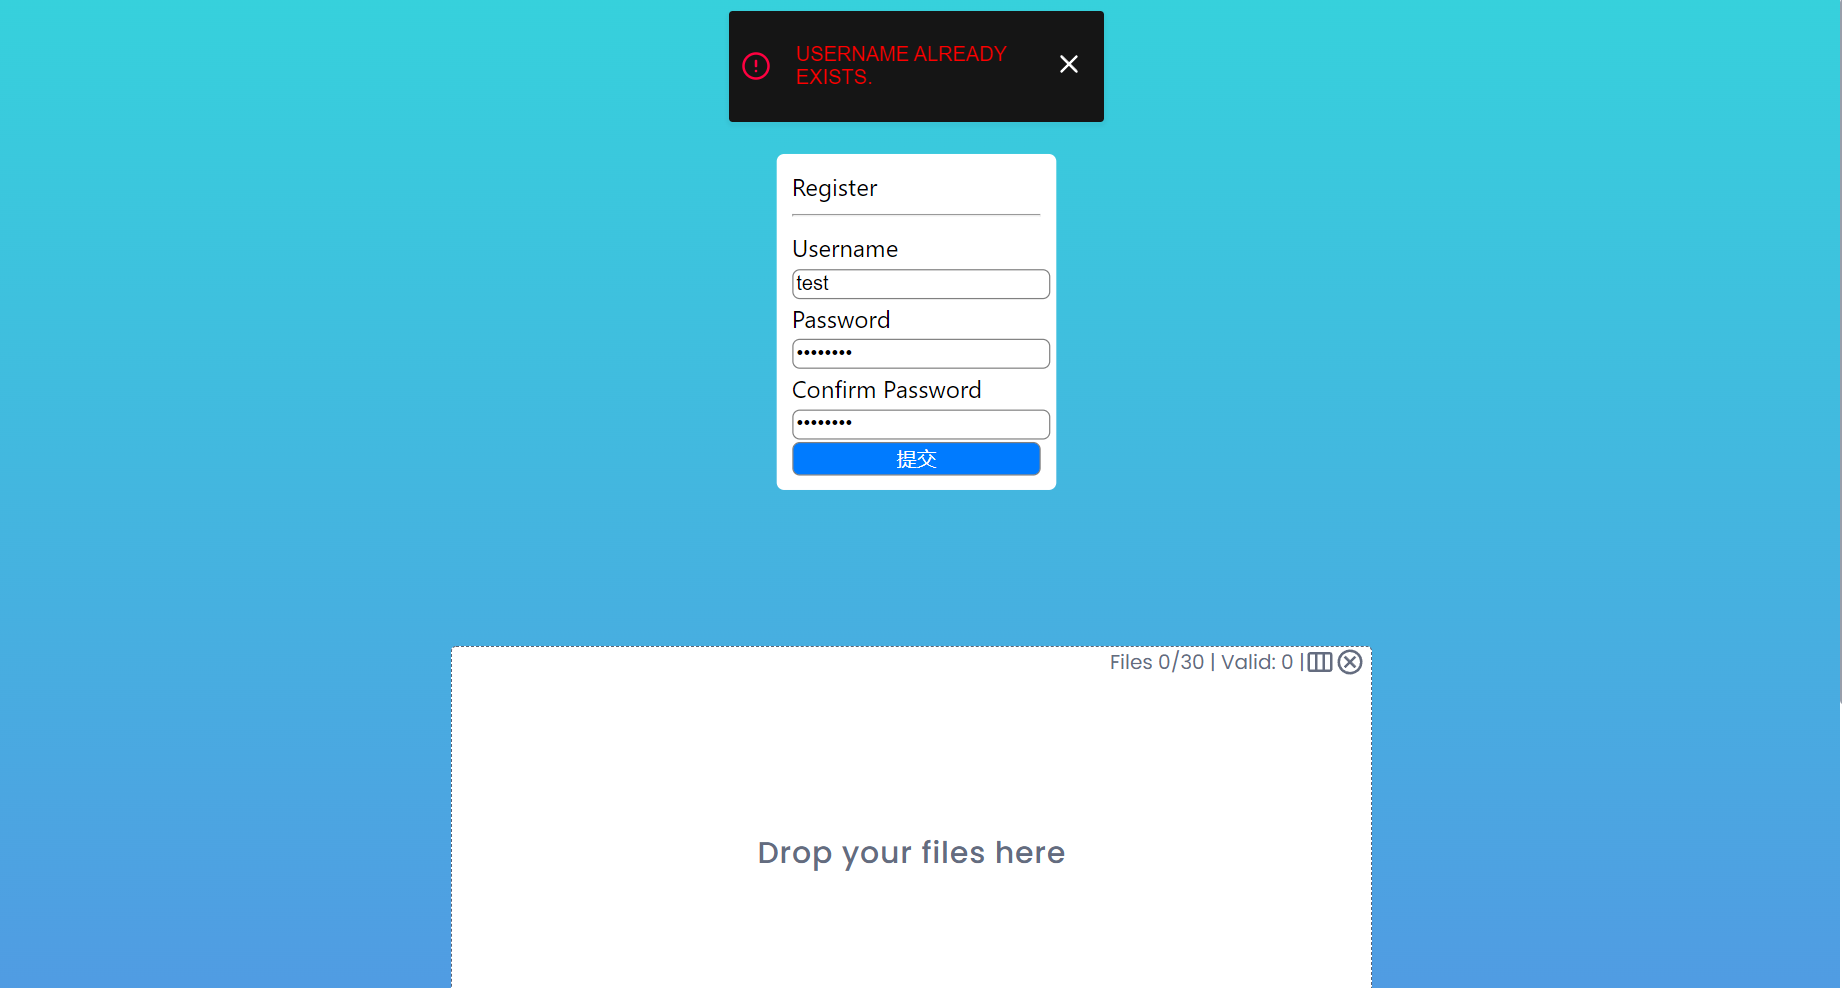 USERNAME ALREADY
EXISTS.
Register
Username
test
Password
••••••••
Confirm Password
••••••••
提交
Files 0/30 | Valid: 0 |
Drop your files here